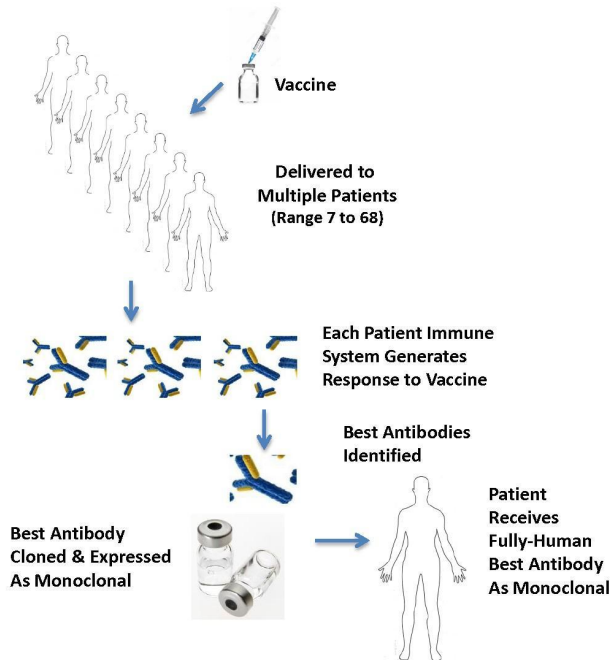 Vaccine
Delivered to
Multiple Patients
(Range 7 to 68)
Each Patient Immune
System Generates
Response to Vaccine
Best Antibodies
Identified
Best Antibody
Cloned & Expressed
As Monoclonal
Patient
Receives
Fully-Human
Best Antibody
As Monoclonal